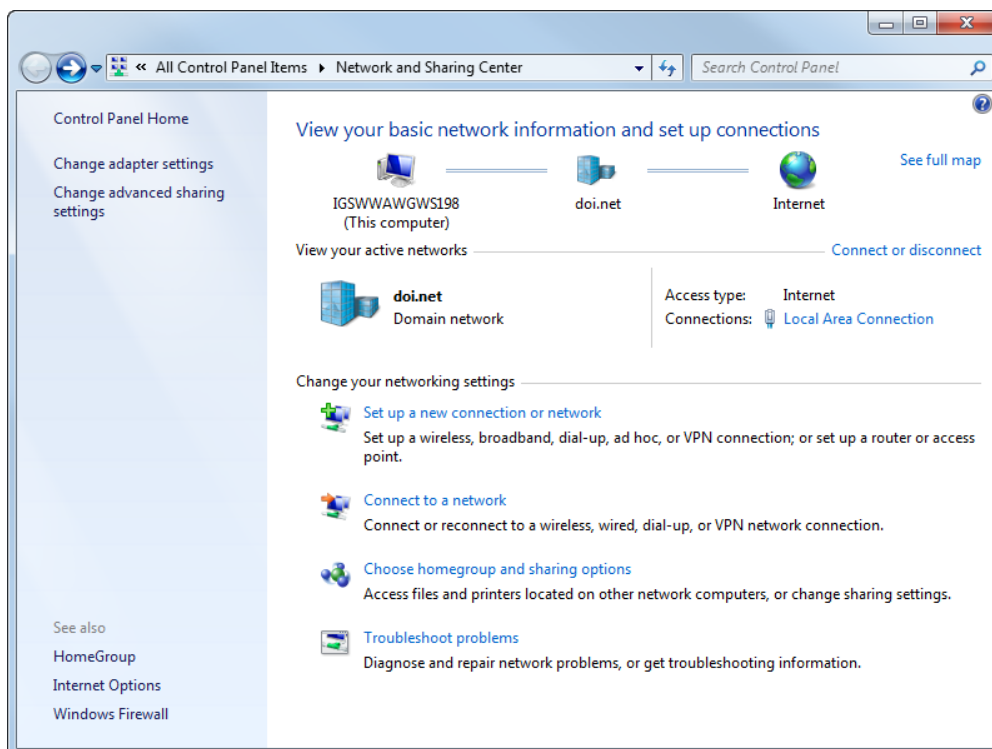 « All Control Panel Items ▸ Network and Sharing Center
Search Control Panel
Control Panel Home
Change adapter settings
Change advanced sharing
settings
See also
HomeGroup
Internet Options
Windows Firewall
View your basic network information and set up connections
See full map
IGSWWAWGWS198
(This computer)
doi.net
Internet
View your active networks
Connect or disconnect
doi.net
Domain network
Access type: Internet
Connections: Local Area Connection
Change your networking settings
Set up a new connection or network
Set up a wireless, broadband, dial-up, ad hoc, or VPN connection; or set up a router or access
point.
Connect to a network
Connect or reconnect to a wireless, wired, dial-up, or VPN network connection.
Choose homegroup and sharing options
Access files and printers located on other network computers, or change sharing settings.
Troubleshoot problems
Diagnose and repair network problems, or get troubleshooting information.